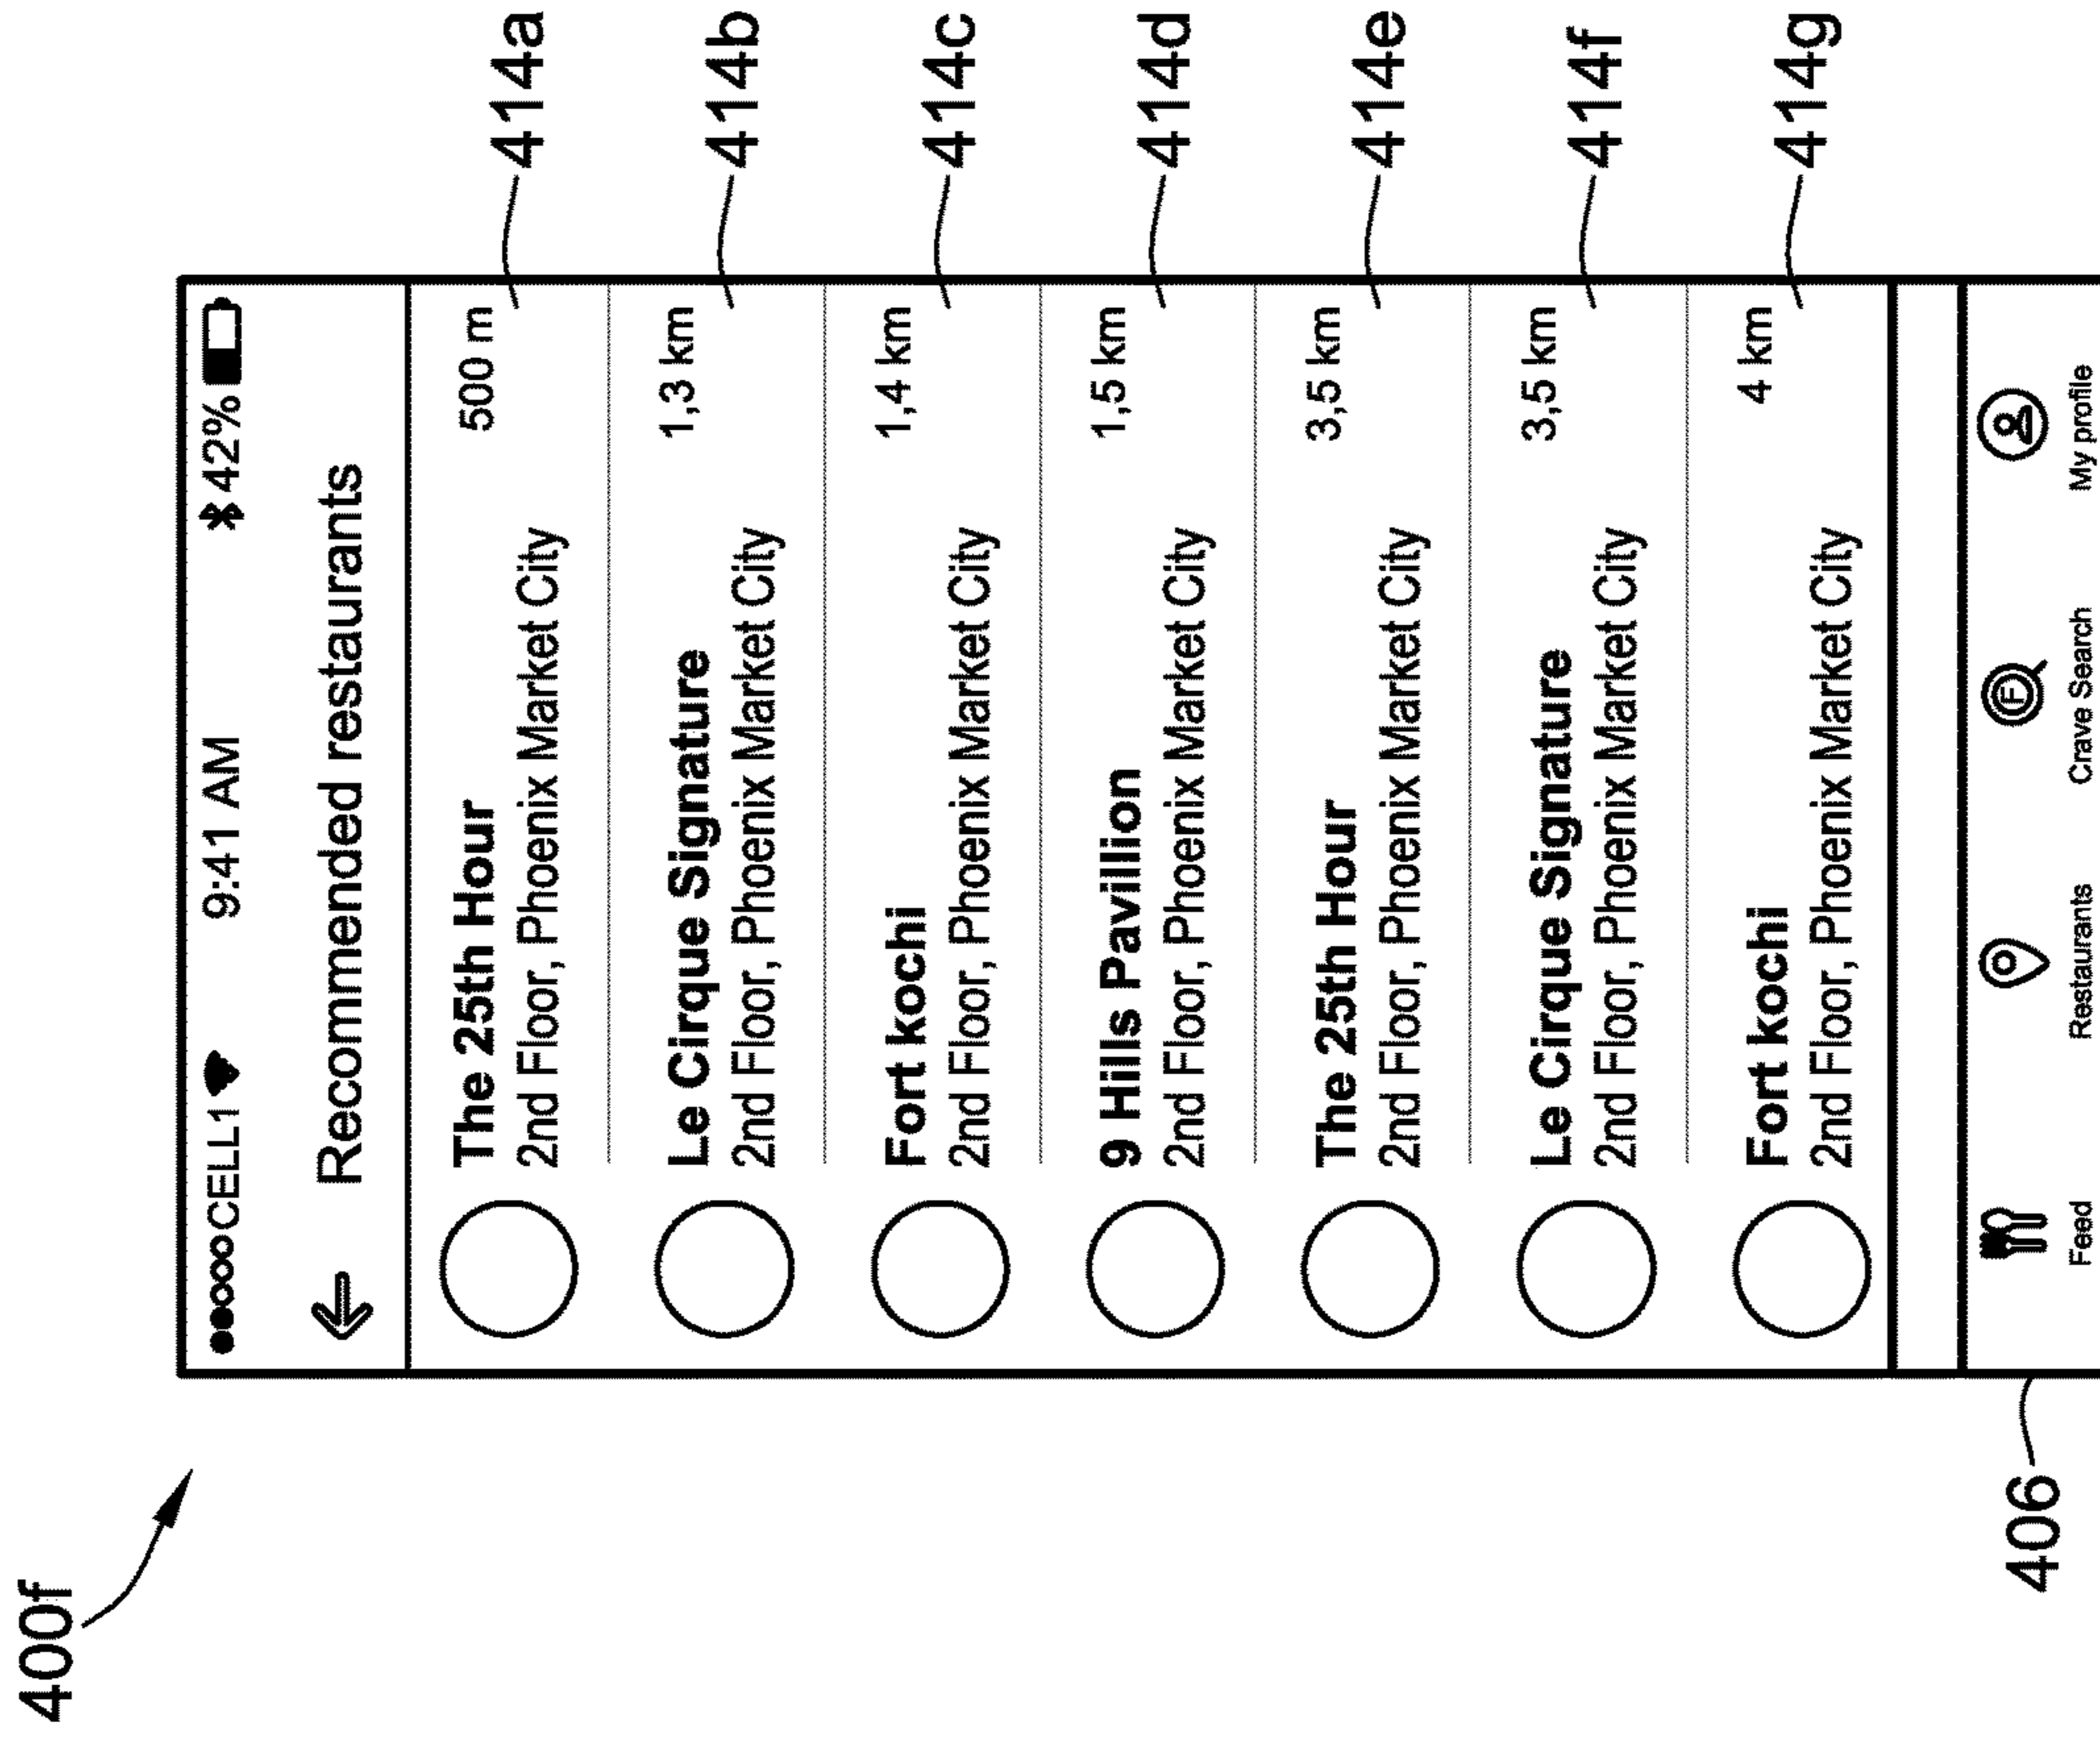 400f
CELL1 9:41 AM 42%
Recommended restaurants
The 25th Hour 500 m
2nd Floor, Phoenix Market City
414a
Le Cirque Signature 1,3 km
2nd Floor, Phoenix Market City
414b
Fort kochi 1,4 km
2nd Floor, Phoenix Market City
414c
9 Hills Pavillion 1,5 km
2nd Floor, Phoenix Market City
414d
The 25th Hour 3,5 km
2nd Floor, Phoenix Market City
414e
Le Cirque Signature 3,5 km
2nd Floor, Phoenix Market City
414f
Fort kochi 4 km
2nd Floor, Phoenix Market City
414g
F
Feed Restaurants Crave Search My profile
406